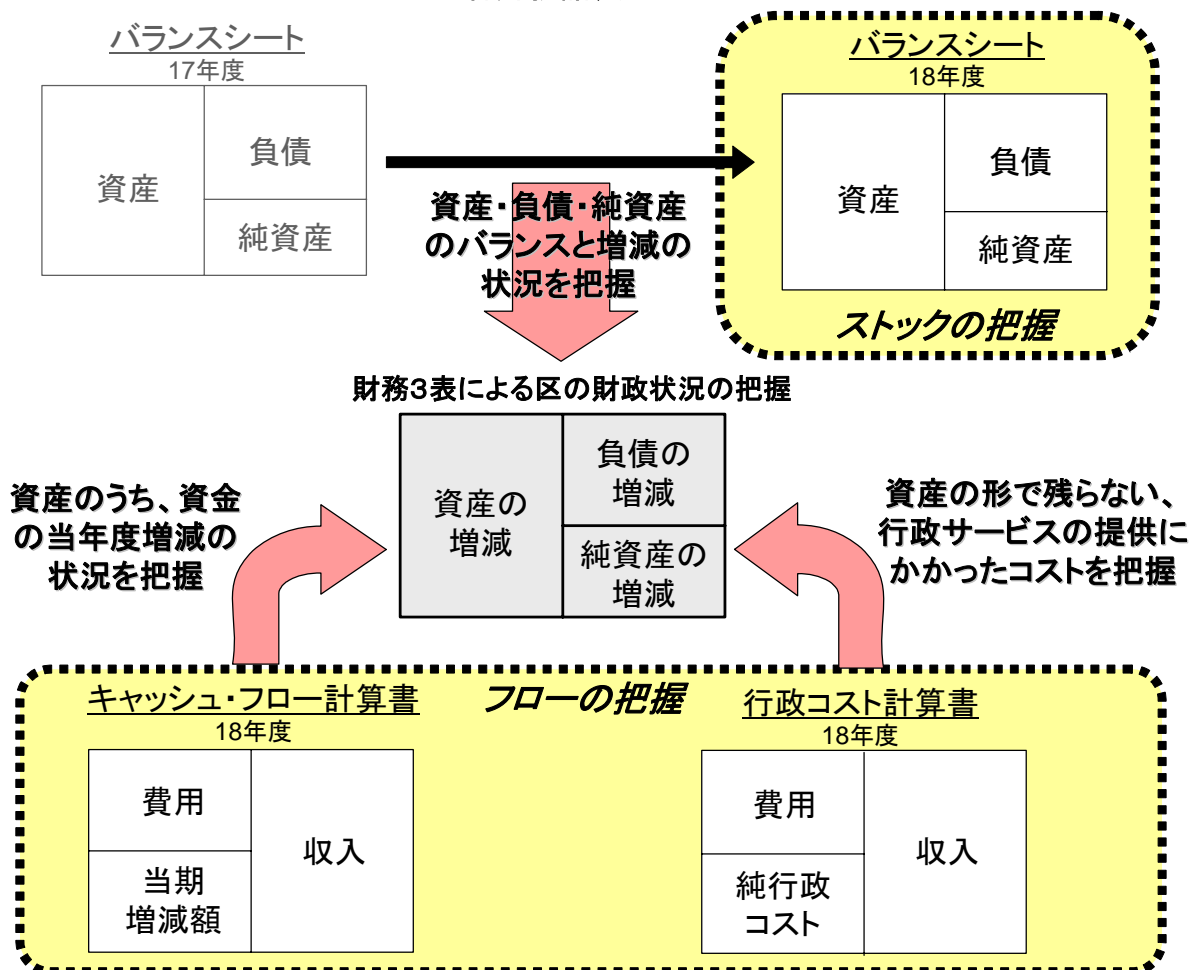 バランスシート
17年度
資産
負債
純資産
バランスシート
18年度
資産
負債
純資産
ストックの把握
資産・負債・純資産
のバランスと増減の
状況を把握
財務3表による区の財政状況の把握
資産の
増減
負債の
増減
純資産の
増減
資産のうち、資金
の当年度増減の
状況を把握
資産の形で残らない、
行政サービスの提供に
かかったコストを把握
フローの把握
キャッシュ・フロー計算書
18年度
費用
当期
増減額
収入
行政コスト計算書
18年度
費用
純行政
コスト
収入